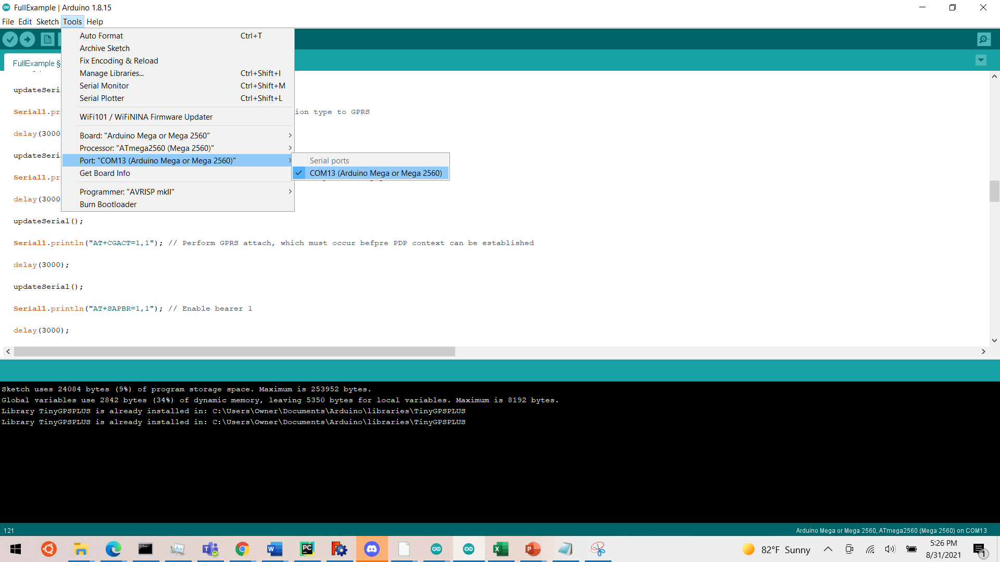 FullExample | Arduino 1.8.15
File Edit Sketch Tools Help
Auto Format Ctrl+T
Archive Sketch
Fix Encoding & Reload
Manage Libraries... Ctrl+Shift+I
Serial Monitor Ctrl+Shift+M
Serial Plotter Ctrl+Shift+L
WiFi101 / WiFiNINA Firmware Updater
Board: "Arduino Mega or Mega 2560"
Processor: "ATmega2560 (Mega 2560)"
Port: "COM13 (Arduino Mega or Mega 2560)"
Get Board Info
Programmer: "AVRISP mkII"
Burn Bootloader
Serial ports
COM13 (Arduino Mega or Mega 2560)
FullExample §
updateSeri
Serial1.pr ion type to GPRS
delay(3000
updateSeri
Serial1.pr
delay(3000
updateSerial();
Serial1.println("AT+CGACT=1,1"); // Perform GPRS attach, which must occur befpre PDP context can be established
delay(3000);
updateSerial();
Serial1.println("AT+SAPBR=1,1"); // Enable bearer 1
delay(3000);
Sketch uses 24084 bytes (9%) of program storage space. Maximum is 253952 bytes.
Global variables use 2842 bytes (34%) of dynamic memory, leaving 5350 bytes for local variables. Maximum is 8192 bytes.
Library TinyGPSPLUS is already installed in: C:\Users\Owner\Documents\Arduino\libraries\TinyGPSPLUS
Library TinyGPSPLUS is already installed in: C:\Users\Owner\Documents\Arduino\libraries\TinyGPSPLUS
121
Arduino Mega or Mega 2560, ATmega2560 (Mega 2560) on COM13
82°F Sunny
5:26 PM
8/31/2021
1